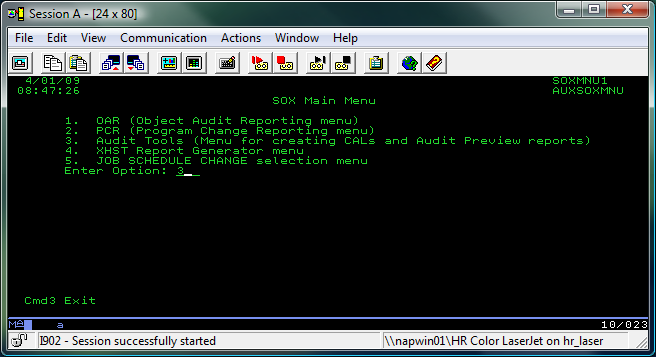 Session A - [24 x 80]
File Edit View Communication Actions Window Help
4/01/09 SOXMNU1
08:47:26 AUXSOXMNU
SOX Main Menu
1. OAR (Object Audit Reporting menu)
2. PCR (Program Change Reporting menu)
3. Audit Tools (Menu for creating CALs and Audit Preview reports)
4. XHST Report Generator menu
5. JOB SCHEDULE CHANGE selection menu
Enter Option: 3
Cmd3 Exit
MA a 10/023
I902 - Session successfully started \\napwin01\HR Color LaserJet on hr_laser